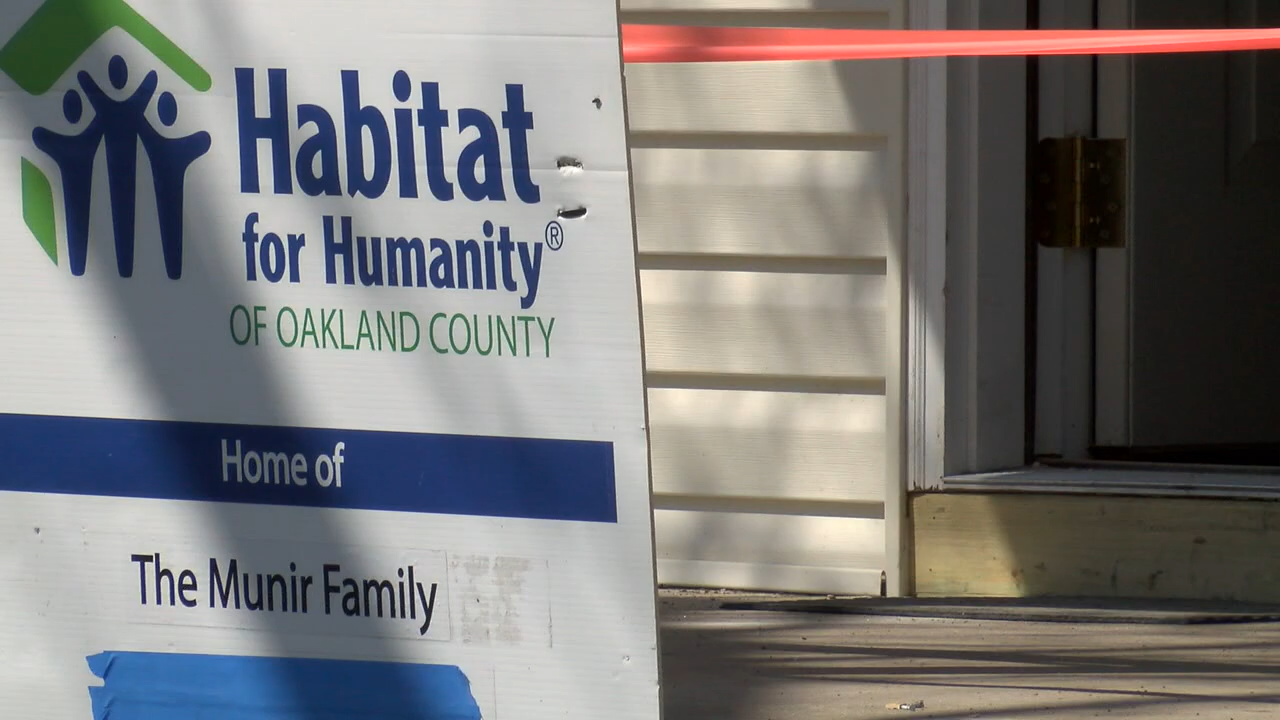 Habitat
for Humanity®
OF OAKLAND COUNTY
Home of
The Munir Family